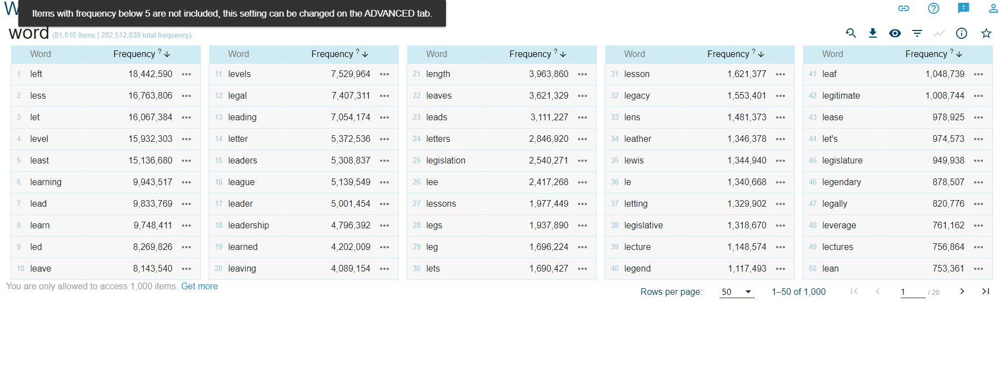 W
Items with frequency below 5 are not included, this setting can be changed on the ADVANCED tab.
word (81,010 items | 282,512,039 total frequency)
Word Frequency ? ↓ Word Frequency ? ↓ Word Frequency ? ↓ Word Frequency ? ↓ Word Frequency ? ↓
1 left 18,442,590 ••• 11 levels 7,529,964 ••• 21 length 3,963,860 ••• 31 lesson 1,621,377 ••• 41 leaf 1,048,739 •••
2 less 16,763,806 ••• 12 legal 7,407,311 ••• 22 leaves 3,621,329 ••• 32 legacy 1,553,401 ••• 42 legitimate 1,008,744 •••
3 let 16,067,384 ••• 13 leading 7,054,174 ••• 23 leads 3,111,227 ••• 33 lens 1,481,373 ••• 43 lease 978,925 •••
4 level 15,932,303 ••• 14 letter 5,372,536 ••• 24 letters 2,846,920 ••• 34 leather 1,346,378 ••• 44 let's 974,573 •••
5 least 15,136,680 ••• 15 leaders 5,308,837 ••• 25 legislation 2,540,271 ••• 35 lewis 1,344,940 ••• 45 legislature 949,938 •••
6 learning 9,943,517 ••• 16 league 5,139,549 ••• 26 lee 2,417,268 ••• 36 le 1,340,668 ••• 46 legendary 878,507 •••
7 lead 9,833,769 ••• 17 leader 5,001,454 ••• 27 lessons 1,977,449 ••• 37 letting 1,329,902 ••• 47 legally 820,776 •••
8 learn 9,748,411 ••• 18 leadership 4,796,392 ••• 28 legs 1,937,890 ••• 38 legislative 1,318,670 ••• 48 leverage 761,162 •••
9 led 8,269,826 ••• 19 learned 4,202,009 ••• 29 leg 1,696,224 ••• 39 lecture 1,148,574 ••• 49 lectures 756,864 •••
10 leave 8,143,540 ••• 20 leaving 4,089,154 ••• 30 lets 1,690,427 ••• 40 legend 1,117,493 ••• 50 lean 753,361 •••
You are only allowed to access 1,000 items. Get more
Rows per page: 50 1–50 of 1,000 1 / 20